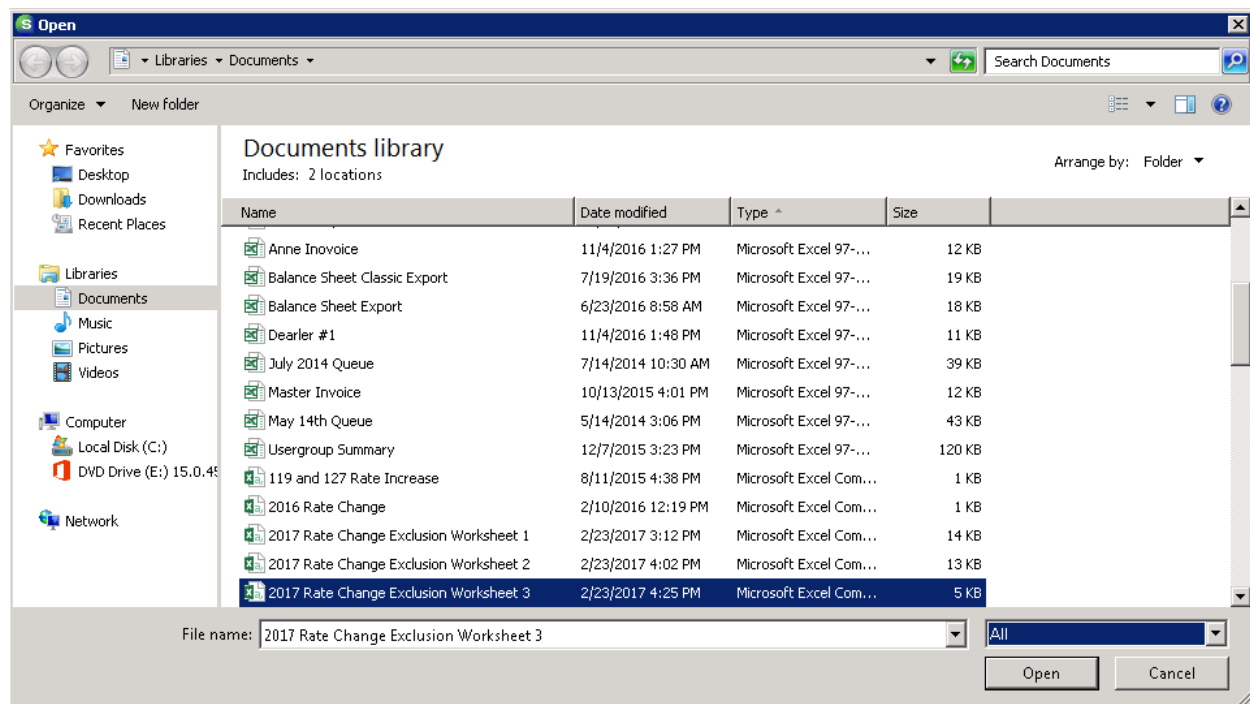 S Open
Libraries Documents
Search Documents
Organize New folder
Favorites
Desktop
Downloads
Recent Places
Libraries
Documents
Music
Pictures
Videos
Computer
Local Disk (C:)
DVD Drive (E:) 15.0.45
Network
Documents library
Includes: 2 locations
Arrange by: Folder
Name Date modified Type Size
Anne Inovoice 11/4/2016 1:27 PM Microsoft Excel 97-... 12 KB
Balance Sheet Classic Export 7/19/2016 3:36 PM Microsoft Excel 97-... 19 KB
Balance Sheet Export 6/23/2016 8:58 AM Microsoft Excel 97-... 18 KB
Dearler #1 11/4/2016 1:48 PM Microsoft Excel 97-... 11 KB
July 2014 Queue 7/14/2014 10:30 AM Microsoft Excel 97-... 39 KB
Master Invoice 10/13/2015 4:01 PM Microsoft Excel 97-... 12 KB
May 14th Queue 5/14/2014 3:06 PM Microsoft Excel 97-... 43 KB
Usergroup Summary 12/7/2015 3:23 PM Microsoft Excel 97-... 120 KB
119 and 127 Rate Increase 8/11/2015 4:38 PM Microsoft Excel Com... 1 KB
2016 Rate Change 2/10/2016 12:19 PM Microsoft Excel Com... 1 KB
2017 Rate Change Exclusion Worksheet 1 2/23/2017 3:12 PM Microsoft Excel Com... 14 KB
2017 Rate Change Exclusion Worksheet 2 2/23/2017 4:02 PM Microsoft Excel Com... 13 KB
2017 Rate Change Exclusion Worksheet 3 2/23/2017 4:25 PM Microsoft Excel Com... 5 KB
File name: 2017 Rate Change Exclusion Worksheet 3 All
Open Cancel